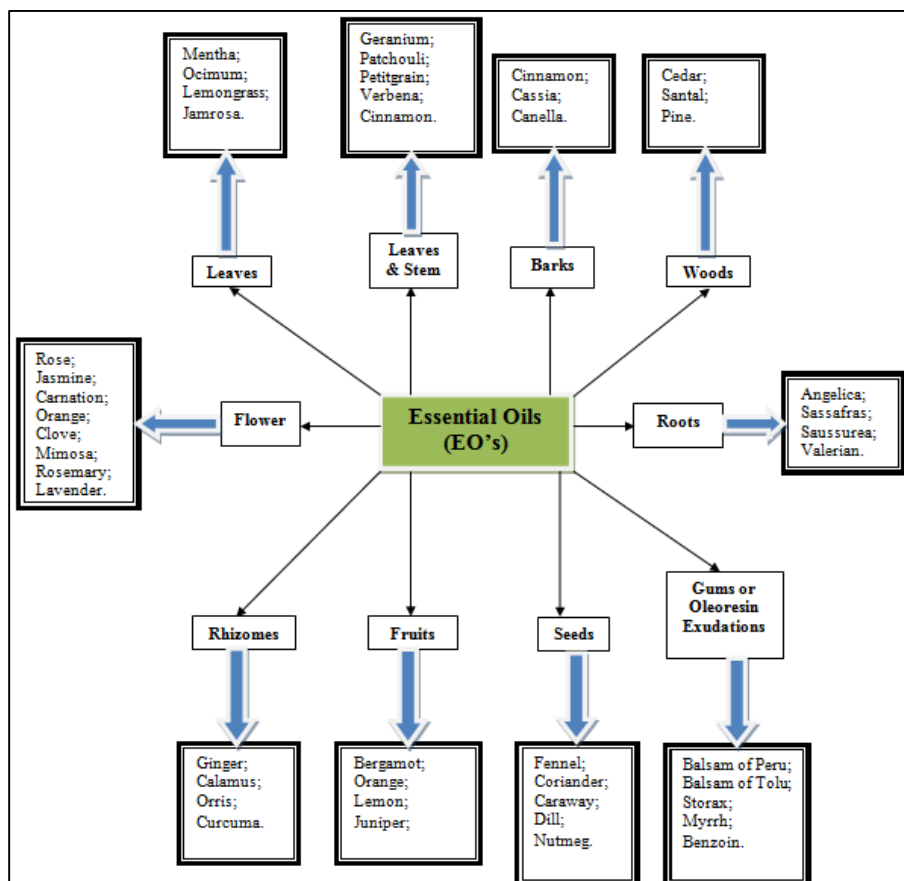 Mentha;
Ocimum;
Lemongrass;
Jamrosa.
Geranium;
Patchouli;
Petitgrain;
Verbena;
Cinnamon.
Cinnamon;
Cassia;
Canella.
Cedar;
Santal;
Pine.
Leaves
Leaves
& Stem
Barks
Woods
Rose;
Jasmine;
Carnation;
Orange;
Clove;
Mimosa;
Rosemary;
Lavender.
Flower
Essential Oils
(EO's)
Roots
Angelica;
Sassafras;
Saussurea;
Valerian.
Rhizomes
Fruits
Seeds
Gums or
Oleoresin
Exudations
Ginger;
Calamus;
Orris;
Curcuma.
Bergamot;
Orange;
Lemon;
Juniper;
Fennel;
Coriander;
Caraway;
Dill;
Nutmeg.
Balsam of Peru;
Balsam of Tolu;
Storax;
Myrrh;
Benzoin.